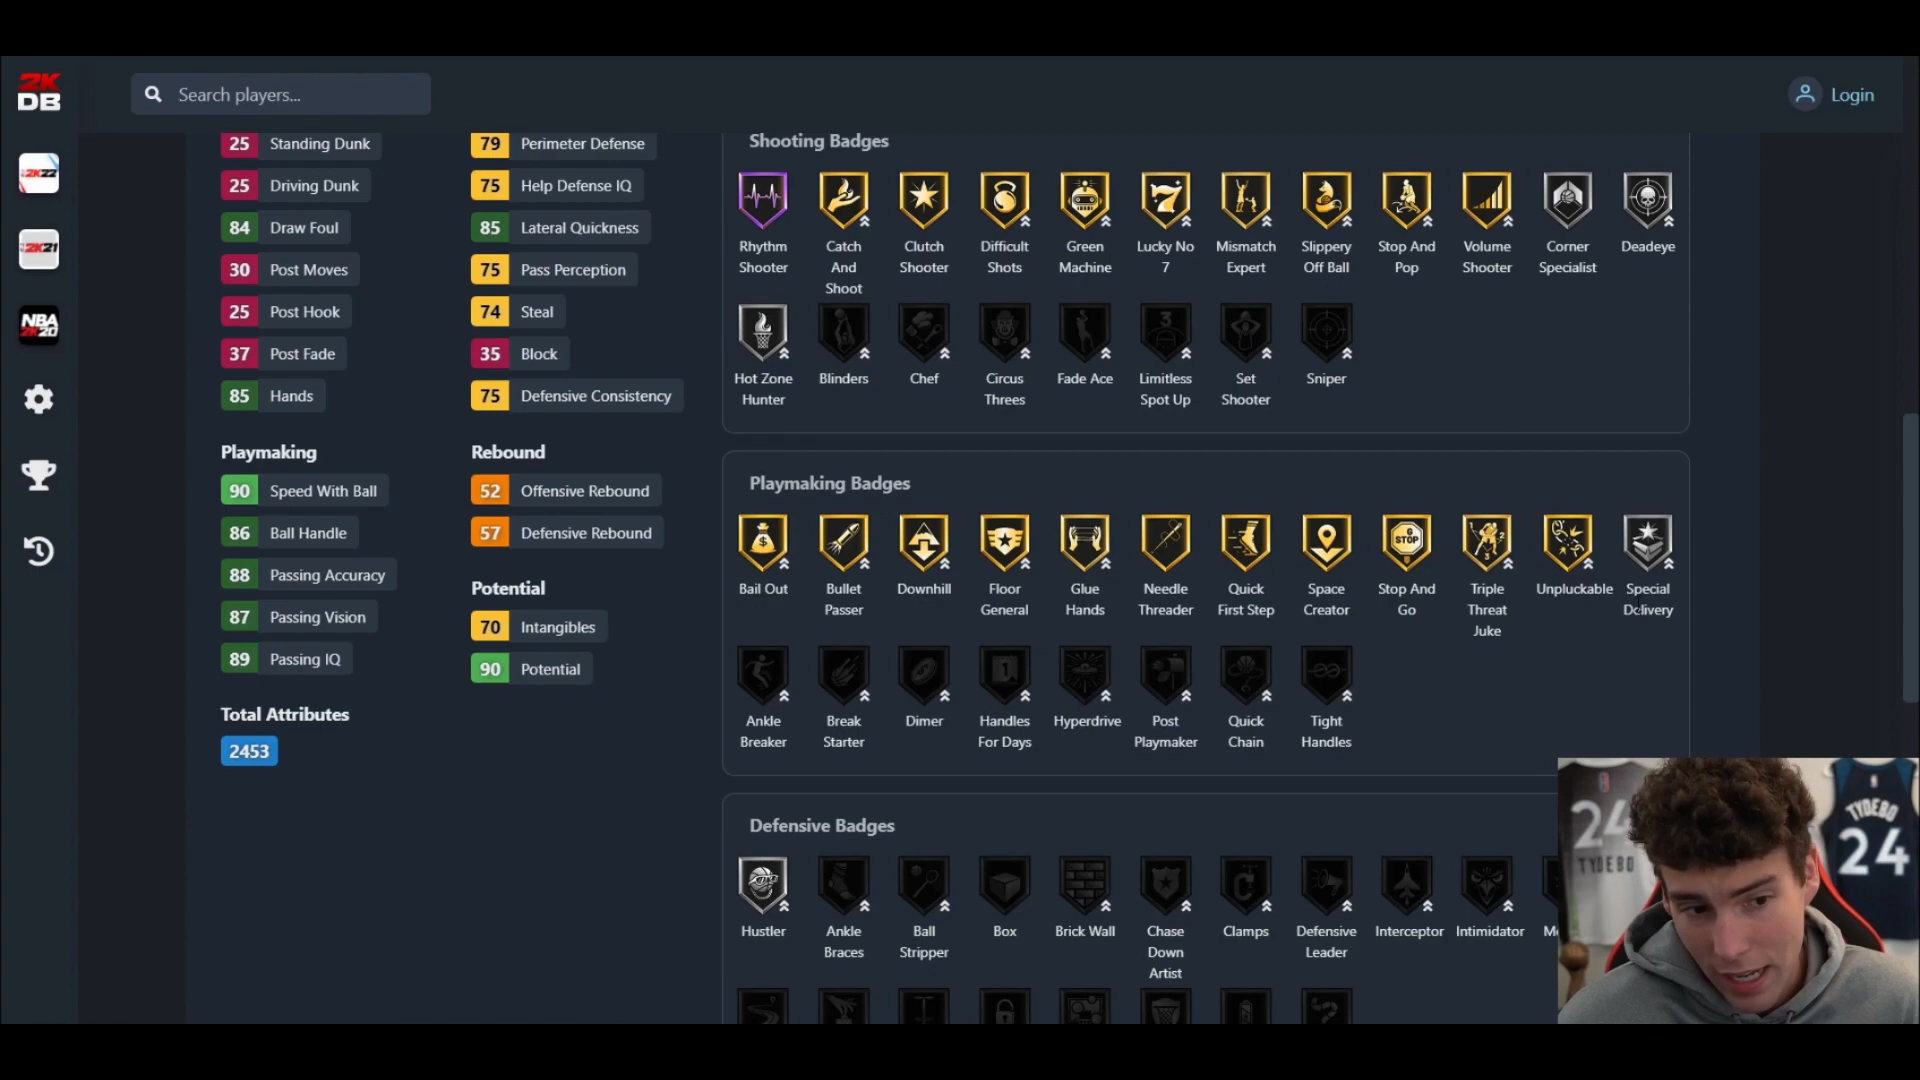 2K
DB
Search players...
Login
2K22
2K21
NBA
2K20
25 Standing Dunk
25 Driving Dunk
84 Draw Foul
30 Post Moves
25 Post Hook
37 Post Fade
85 Hands
Playmaking
90 Speed With Ball
86 Ball Handle
88 Passing Accuracy
87 Passing Vision
89 Passing IQ
Total Attributes
2453
79 Perimeter Defense
75 Help Defense IQ
85 Lateral Quickness
75 Pass Perception
74 Steal
35 Block
75 Defensive Consistency
Rebound
52 Offensive Rebound
57 Defensive Rebound
Potential
70 Intangibles
90 Potential
Shooting Badges
Rhythm
Shooter
Catch
And
Shoot
Clutch
Shooter
Difficult
Shots
Green
Machine
Lucky No
7
Mismatch
Expert
Slippery
Off Ball
Stop And
Pop
Volume
Shooter
Corner
Specialist
Deadeye
Hot Zone
Hunter
Blinders
Chef
Circus
Threes
Fade Ace
Limitless
Spot Up
Set
Shooter
Sniper
Playmaking Badges
Bail Out
Bullet
Passer
Downhill
Floor
General
Glue
Hands
Needle
Threader
Quick
First Step
Space
Creator
STOP
Stop And
Go
Triple
Threat
Juke
Unpluckable
Special
Delivery
Ankle
Breaker
Break
Starter
Dimer
Handles
For Days
Hyperdrive
Post
Playmaker
Quick
Chain
Tight
Handles
Defensive Badges
Hustler
Ankle
Braces
Ball
Stripper
Box
Brick Wall
Chase
Down
Artist
Clamps
Defensive
Leader
Interceptor
Intimidator
24
TYDEBO
TYDEBO
24